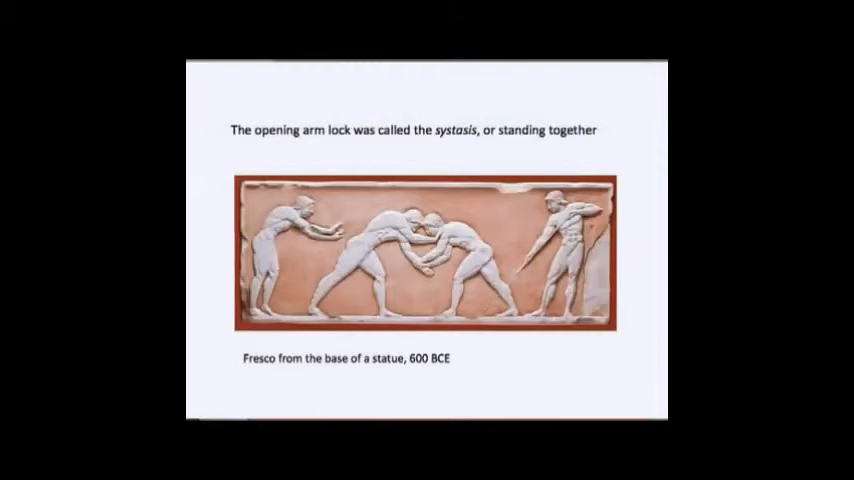 The opening arm lock was called the systasis, or standing together
Fresco from the base of a statue, 600 BCE